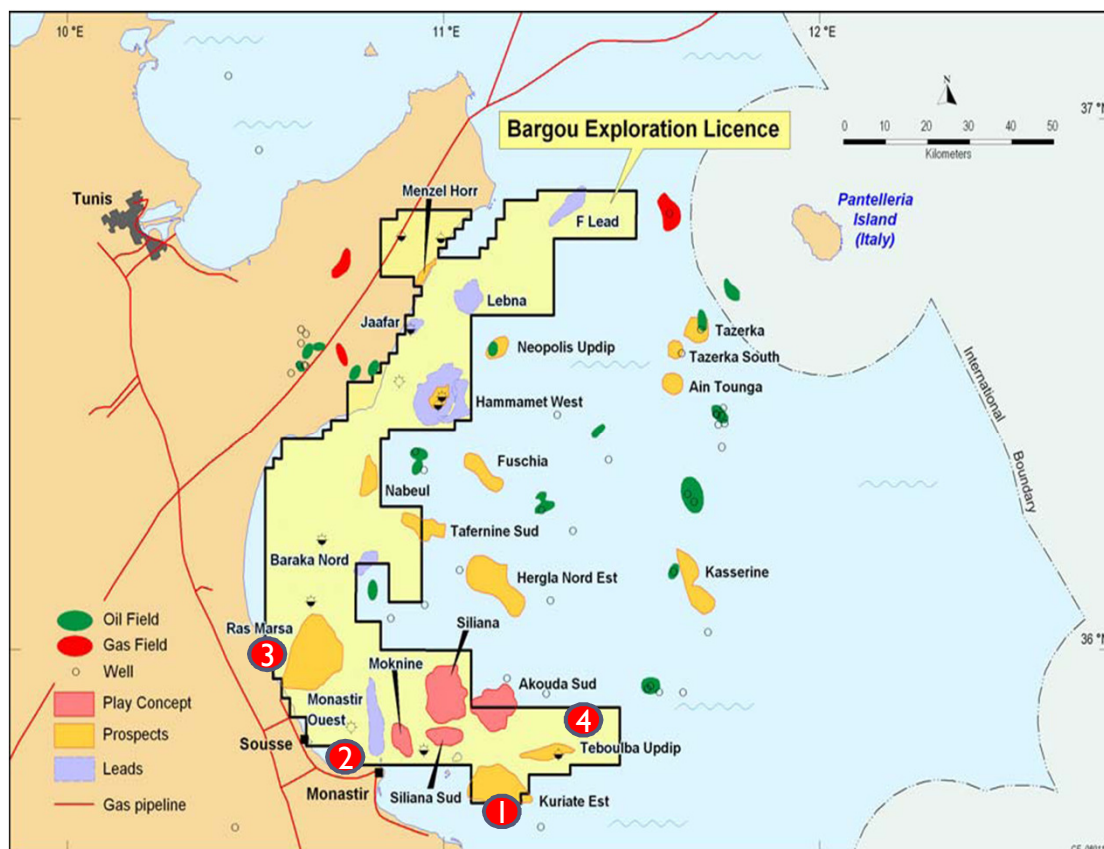 10 °E
11 °E
12 °E
37 °N
N
0 10 20 30 40 50
Kilometers
Bargou Exploration Licence
Menzel Horr
Tunis
F Lead
Pantelleria
Island
(Italy)
Lebna
Jaafar
Neopolis Updip
Tazerka
Tazerka South
Ain Tounga
Hammamet West
International
Boundary
Fuschia
Nabeul
Tafernine Sud
Baraka Nord
Hergla Nord Est
Kasserine
Oil Field
Gas Field
Well
Play Concept
Prospects
Leads
Gas pipeline
Ras Marsa
3
Siliana
36 °N
Moknine
Akouda Sud
Monastir
Ouest
4
Sousse
2
Teboulba Updip
Monastir
Siliana Sud
1
Kuriate Est